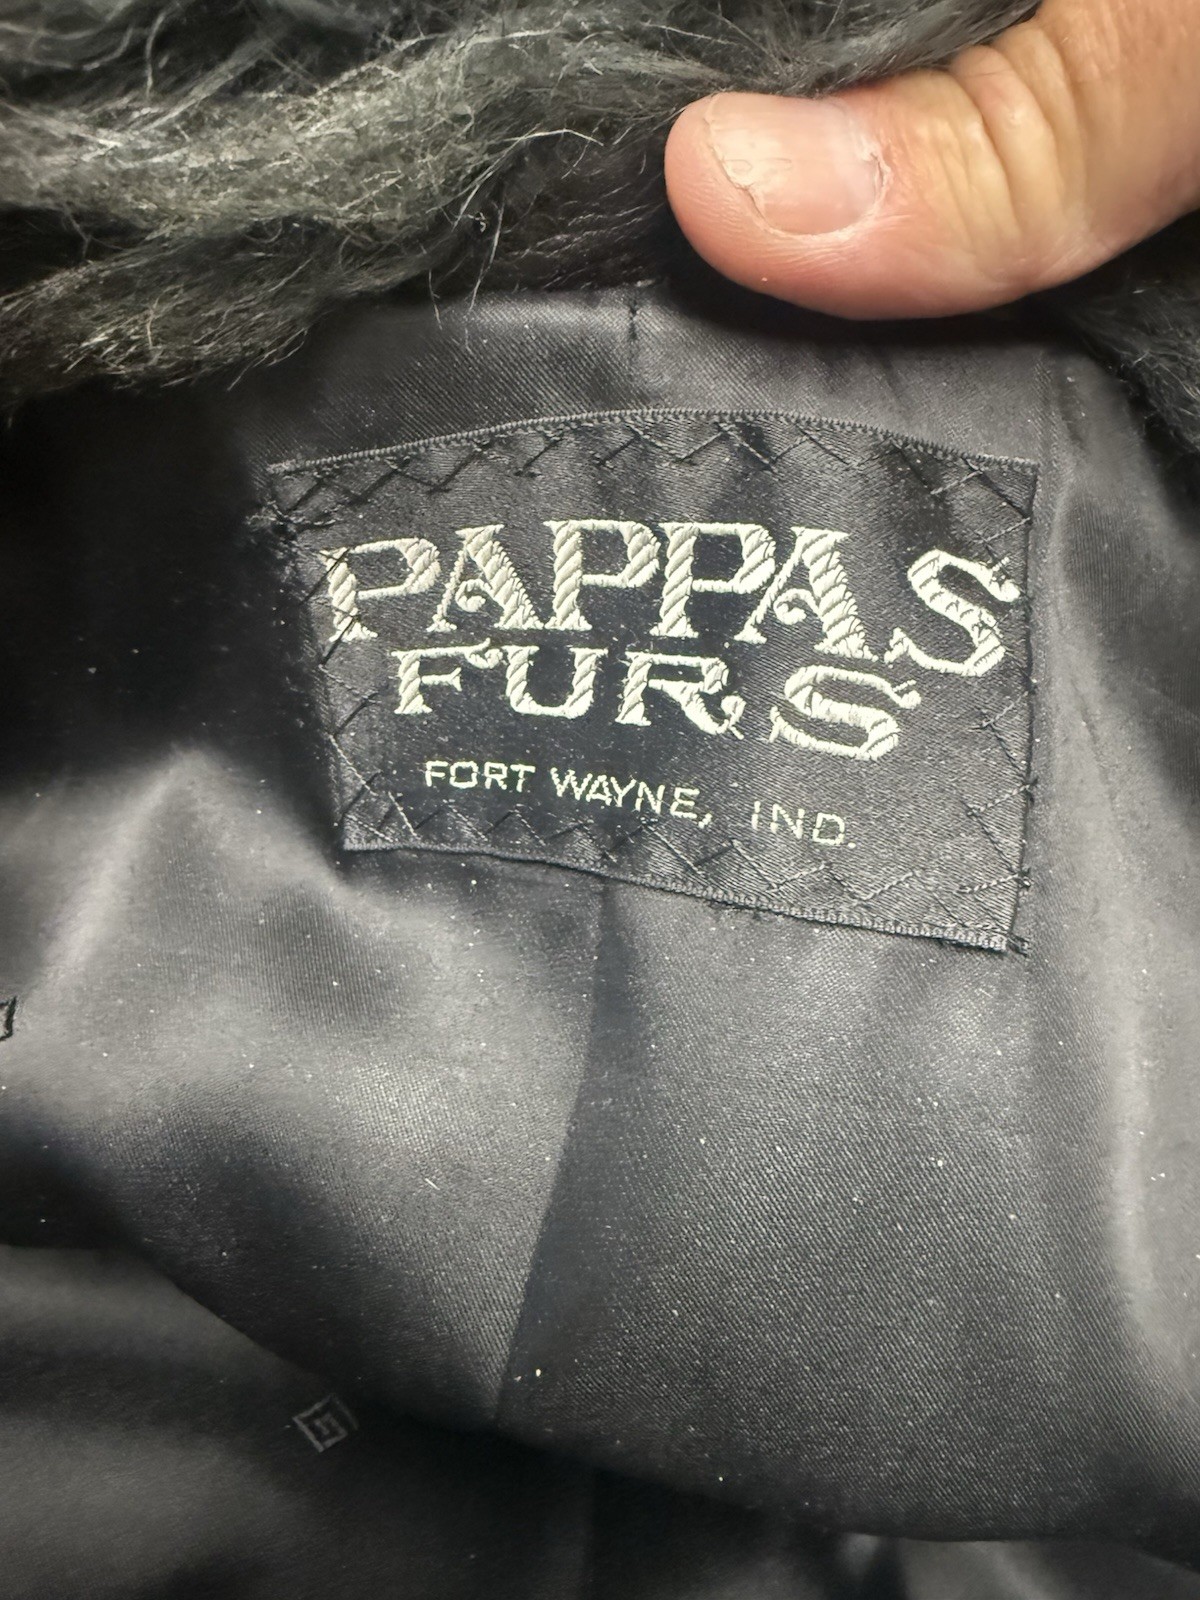 PAPPAS
FURS
FORT WAYNE, IND.